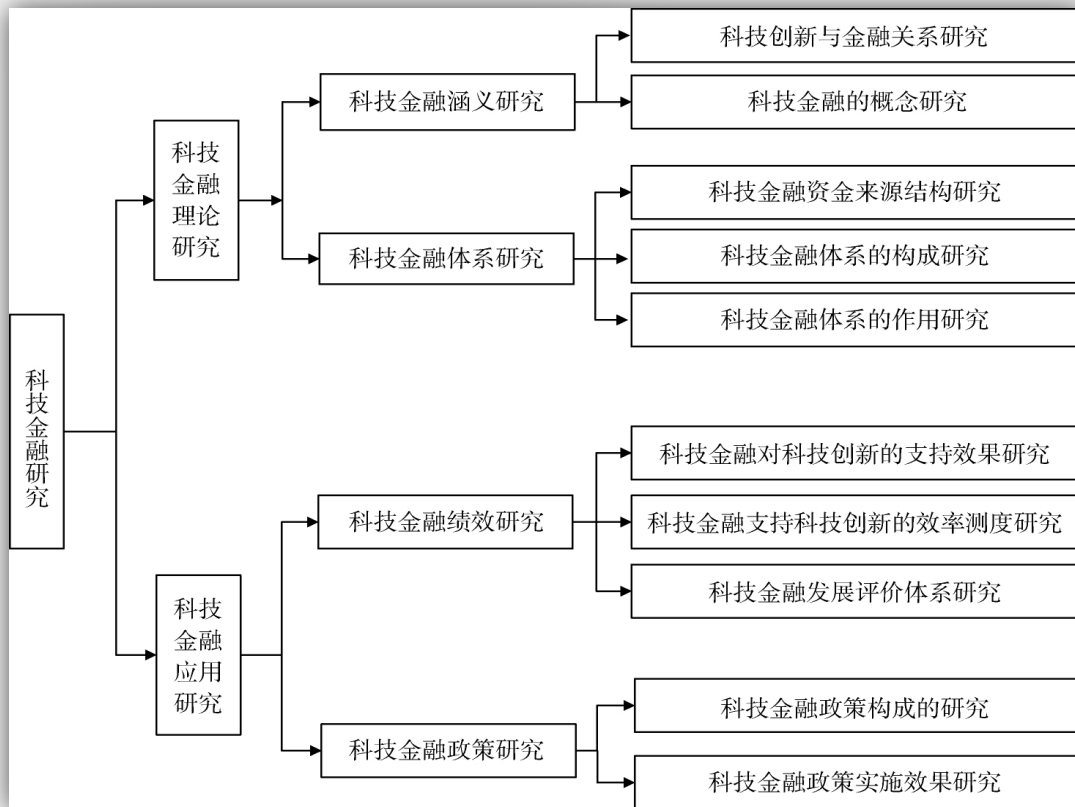 科技金融研究
科技
金融
理论
研究
科技金融涵义研究
科技创新与金融关系研究
科技金融的概念研究
科技金融体系研究
科技金融资金来源结构研究
科技金融体系的构成研究
科技金融体系的作用研究
科技
金融
应用
研究
科技金融绩效研究
科技金融对科技创新的支持效果研究
科技金融支持科技创新的效率测度研究
科技金融发展评价体系研究
科技金融政策研究
科技金融政策构成的研究
科技金融政策实施效果研究